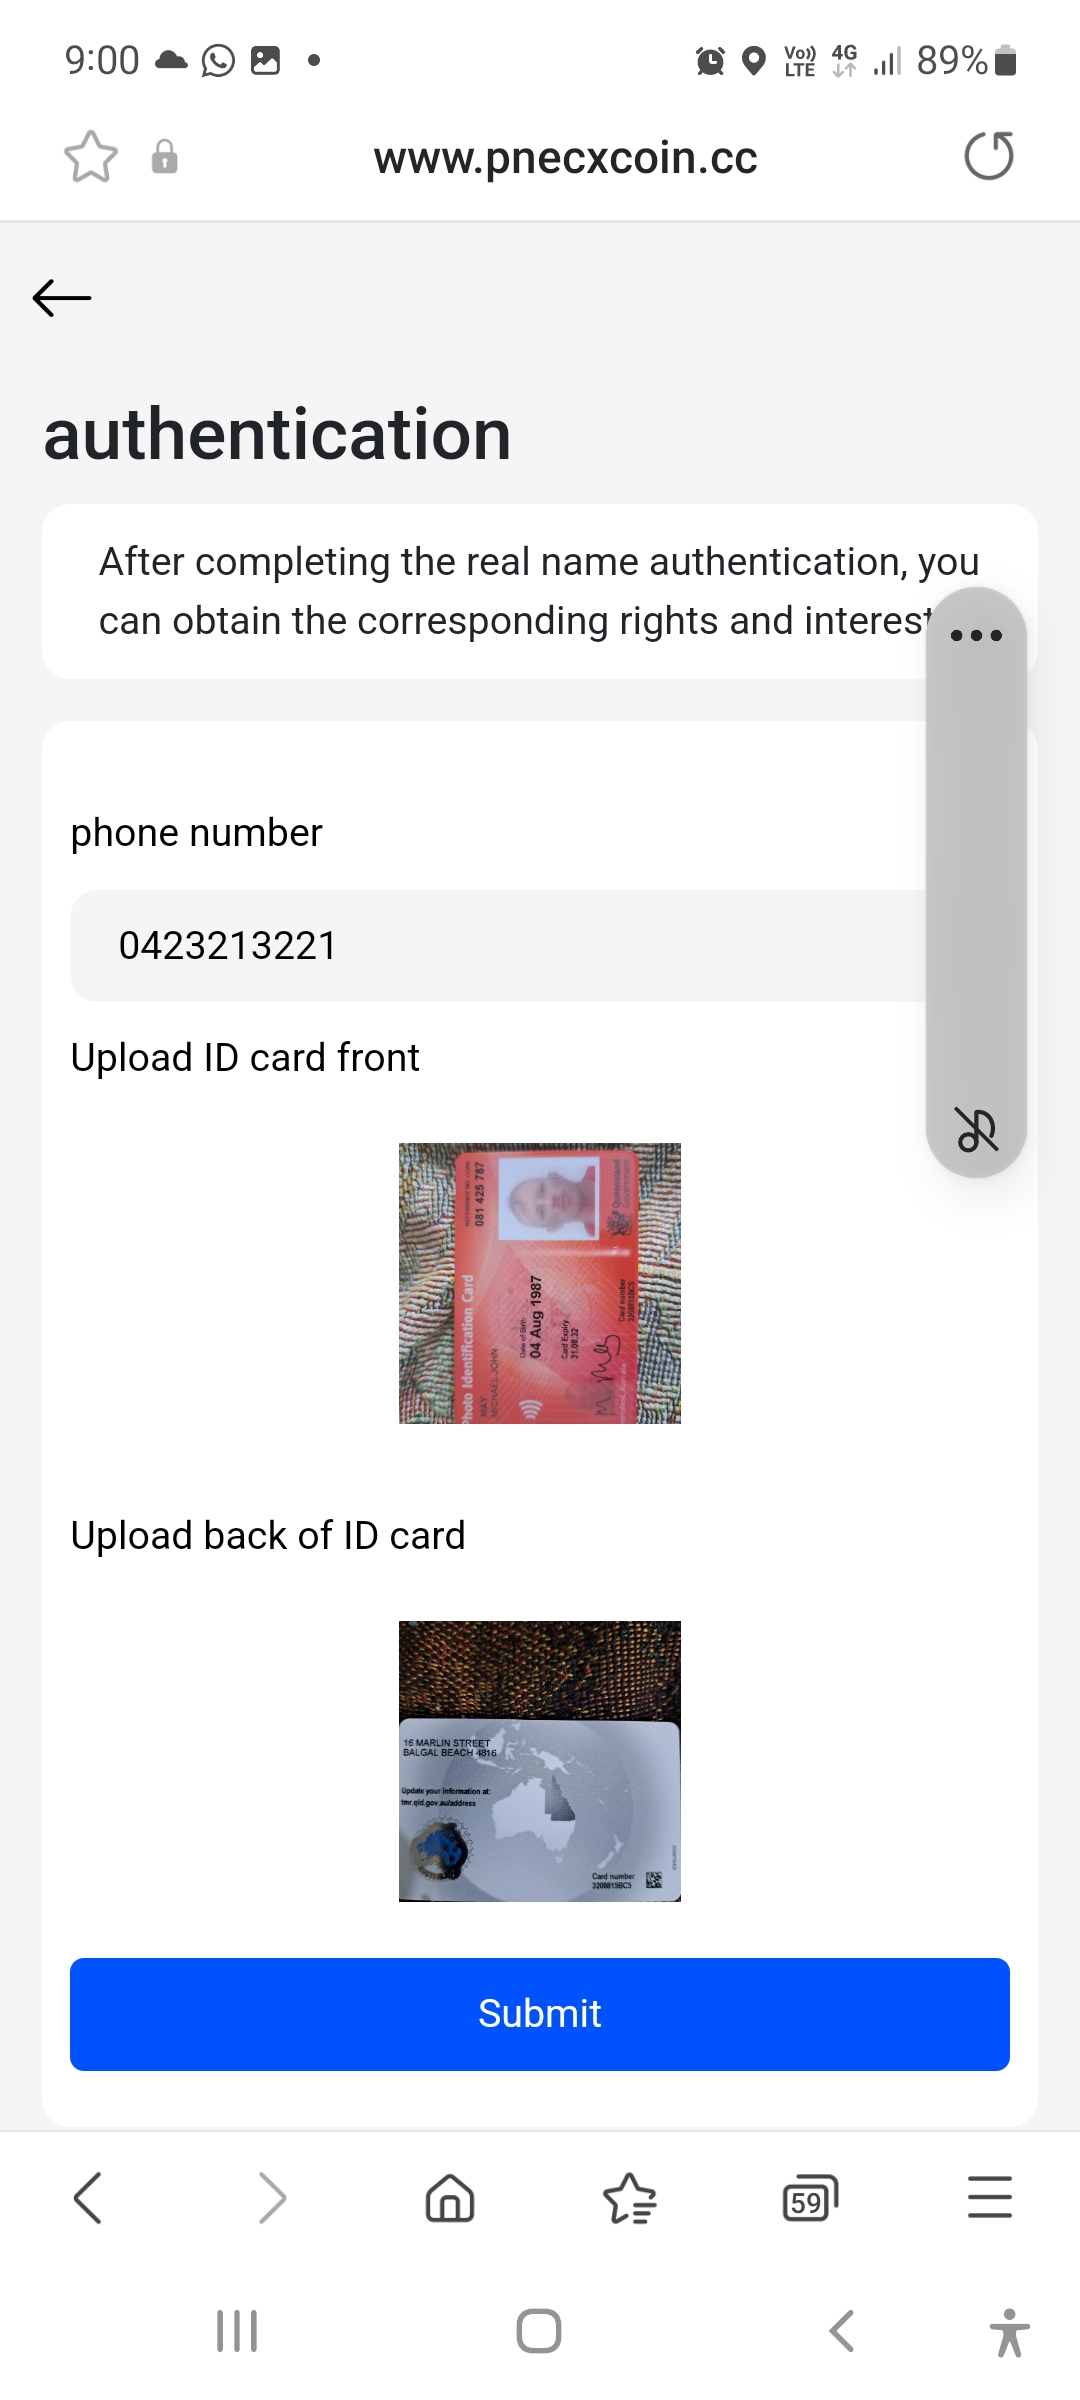 9:00
Vo)) LTE 4G 89%
www.pnecxcoin.cc
authentication
After completing the real name authentication, you
can obtain the corresponding rights and interest
phone number
0423213221
Upload ID card front
Photo Identification Card
MAY
MICHAEL JOHN
081 425 787
Date of Birth
04 Aug 1987
Card Expiry
31.08.32
Card number
3208815BC5
Queensland
Government
Upload back of ID card
16 MARLIN STREET
BALGAL BEACH 4816
Update your information at:
tmr.qld.gov.au/address
Card number
3208815BC5
Submit
59